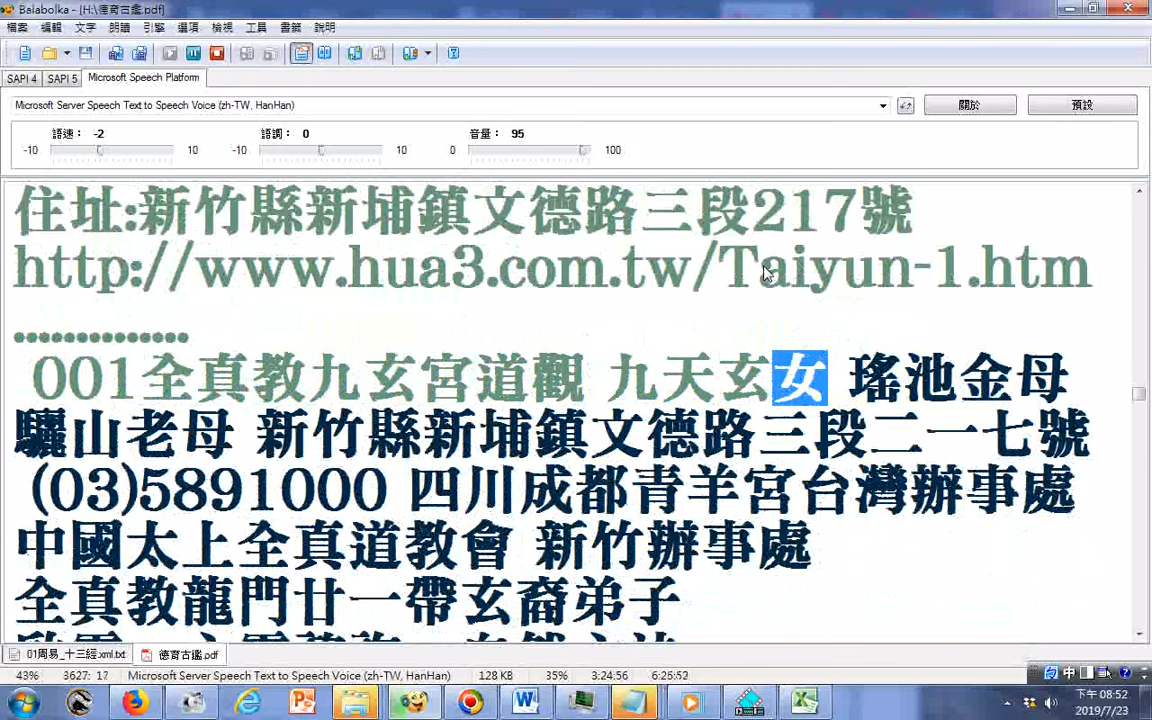 Balabolka - [H:\德育古鑑.pdf]
檔案 編輯 文字 朗讀 引擎 選項 檢視 工具 書籤 說明
SAPI 4 SAPI 5 Microsoft Speech Platform
Microsoft Server Speech Text to Speech Voice (zh-TW, HanHan) 關於 預設
語速： -2 語調： 0 音量： 95
-10 10 -10 10 0 100
住址:新竹縣新埔鎮文德路三段217號
http://www.hua3.com.tw/Taiyun-1.htm
●●●●●●●●●●●●●●
001全真教九玄宮道觀 九天玄女 瑤池金母
驪山老母 新竹縣新埔鎮文德路三段二一七號
(03)5891000 四川成都青羊宮台灣辦事處
中國太上全真道教會 新竹辦事處
全真教龍門廿一帶玄裔弟子
01周易_十三經.xml.txt 德育古鑑.pdf
43% 3627: 17 Microsoft Server Speech Text to Speech Voice (zh-TW, HanHan) 128 KB 35% 3:24:56 6:25:52
中
下午 08:52
2019/7/23